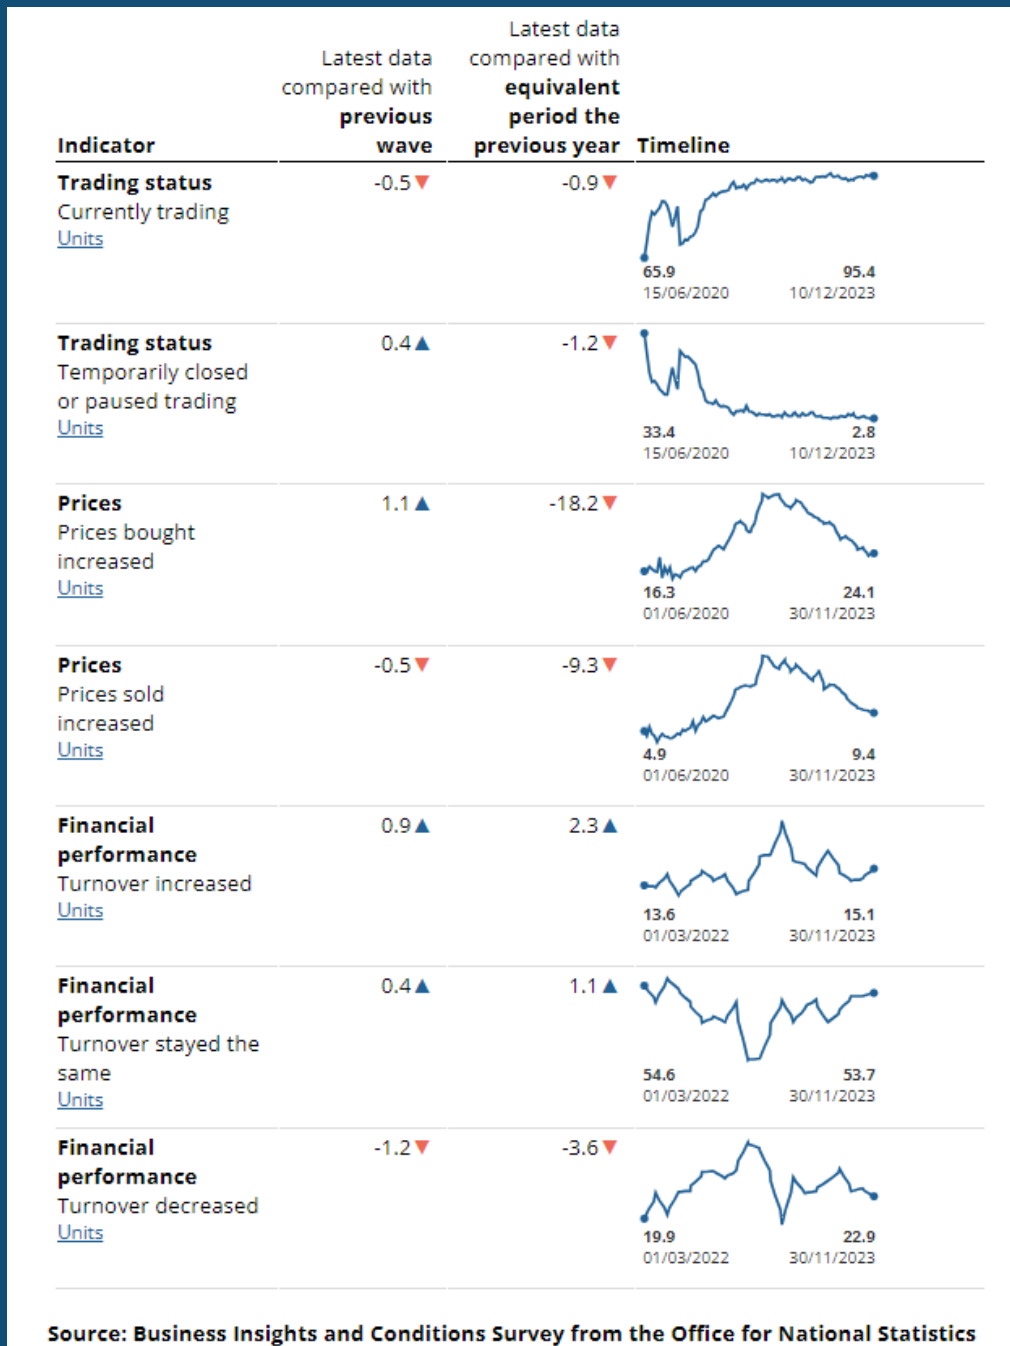 Latest data
compared with
previous
wave
Latest data
compared with
equivalent
period the
previous year
Indicator
Timeline
Trading status
Currently trading
Units
-0.5▼
-0.9▼
65.9
15/06/2020
95.4
10/12/2023
Trading status
Temporarily closed
or paused trading
Units
0.4▲
-1.2▼
33.4
15/06/2020
2.8
10/12/2023
Prices
Prices bought
increased
Units
1.1▲
-18.2▼
16.3
01/06/2020
24.1
30/11/2023
Prices
Prices sold
increased
Units
-0.5▼
-9.3▼
4.9
01/06/2020
9.4
30/11/2023
Financial
performance
Turnover increased
Units
0.9▲
2.3▲
13.6
01/03/2022
15.1
30/11/2023
Financial
performance
Turnover stayed the
same
Units
0.4▲
1.1▲
54.6
01/03/2022
53.7
30/11/2023
Financial
performance
Turnover decreased
Units
-1.2▼
-3.6▼
19.9
01/03/2022
22.9
30/11/2023
Source: Business Insights and Conditions Survey from the Office for National Statistics